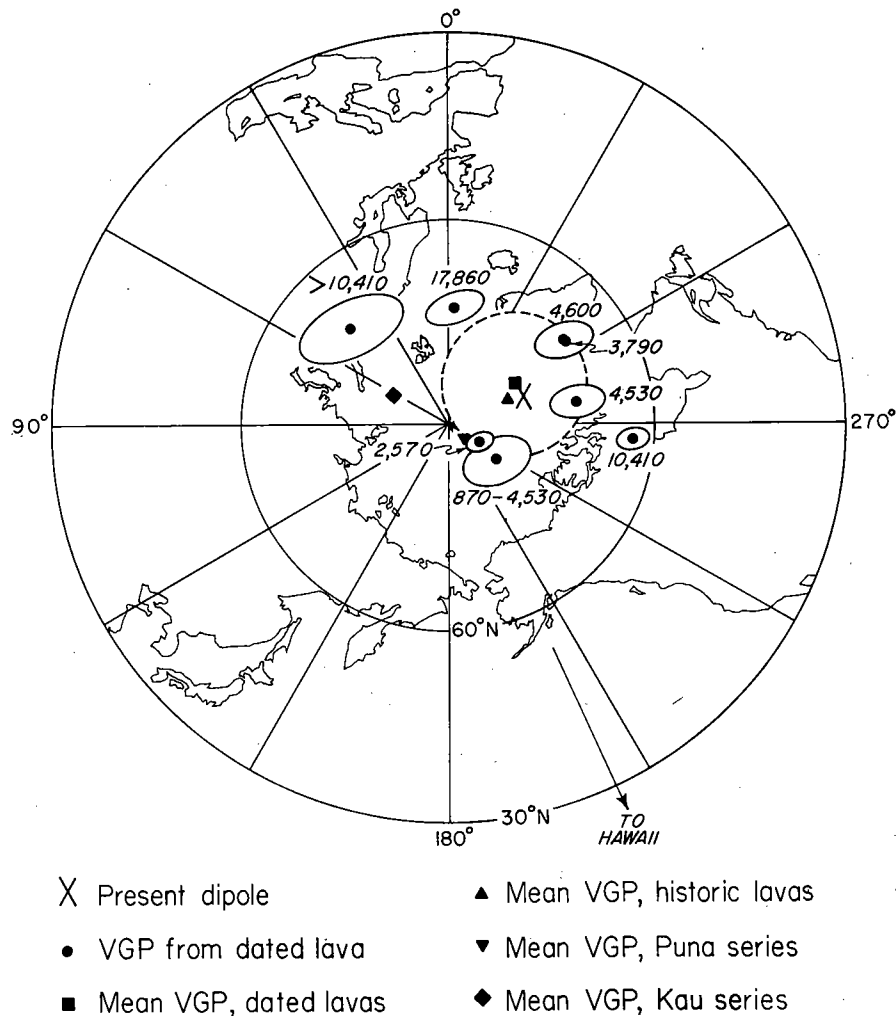 0°
>10,410
17,860
4,600
3,790
4,530
90°
270°
2,570
10,410
870-4,530
60°N
30°N
180°
TO
HAWAII
X Present dipole
● VGP from dated lava
■ Mean VGP, dated lavas
▲ Mean VGP, historic lavas
▼ Mean VGP, Puna series
◆ Mean VGP, Kau series